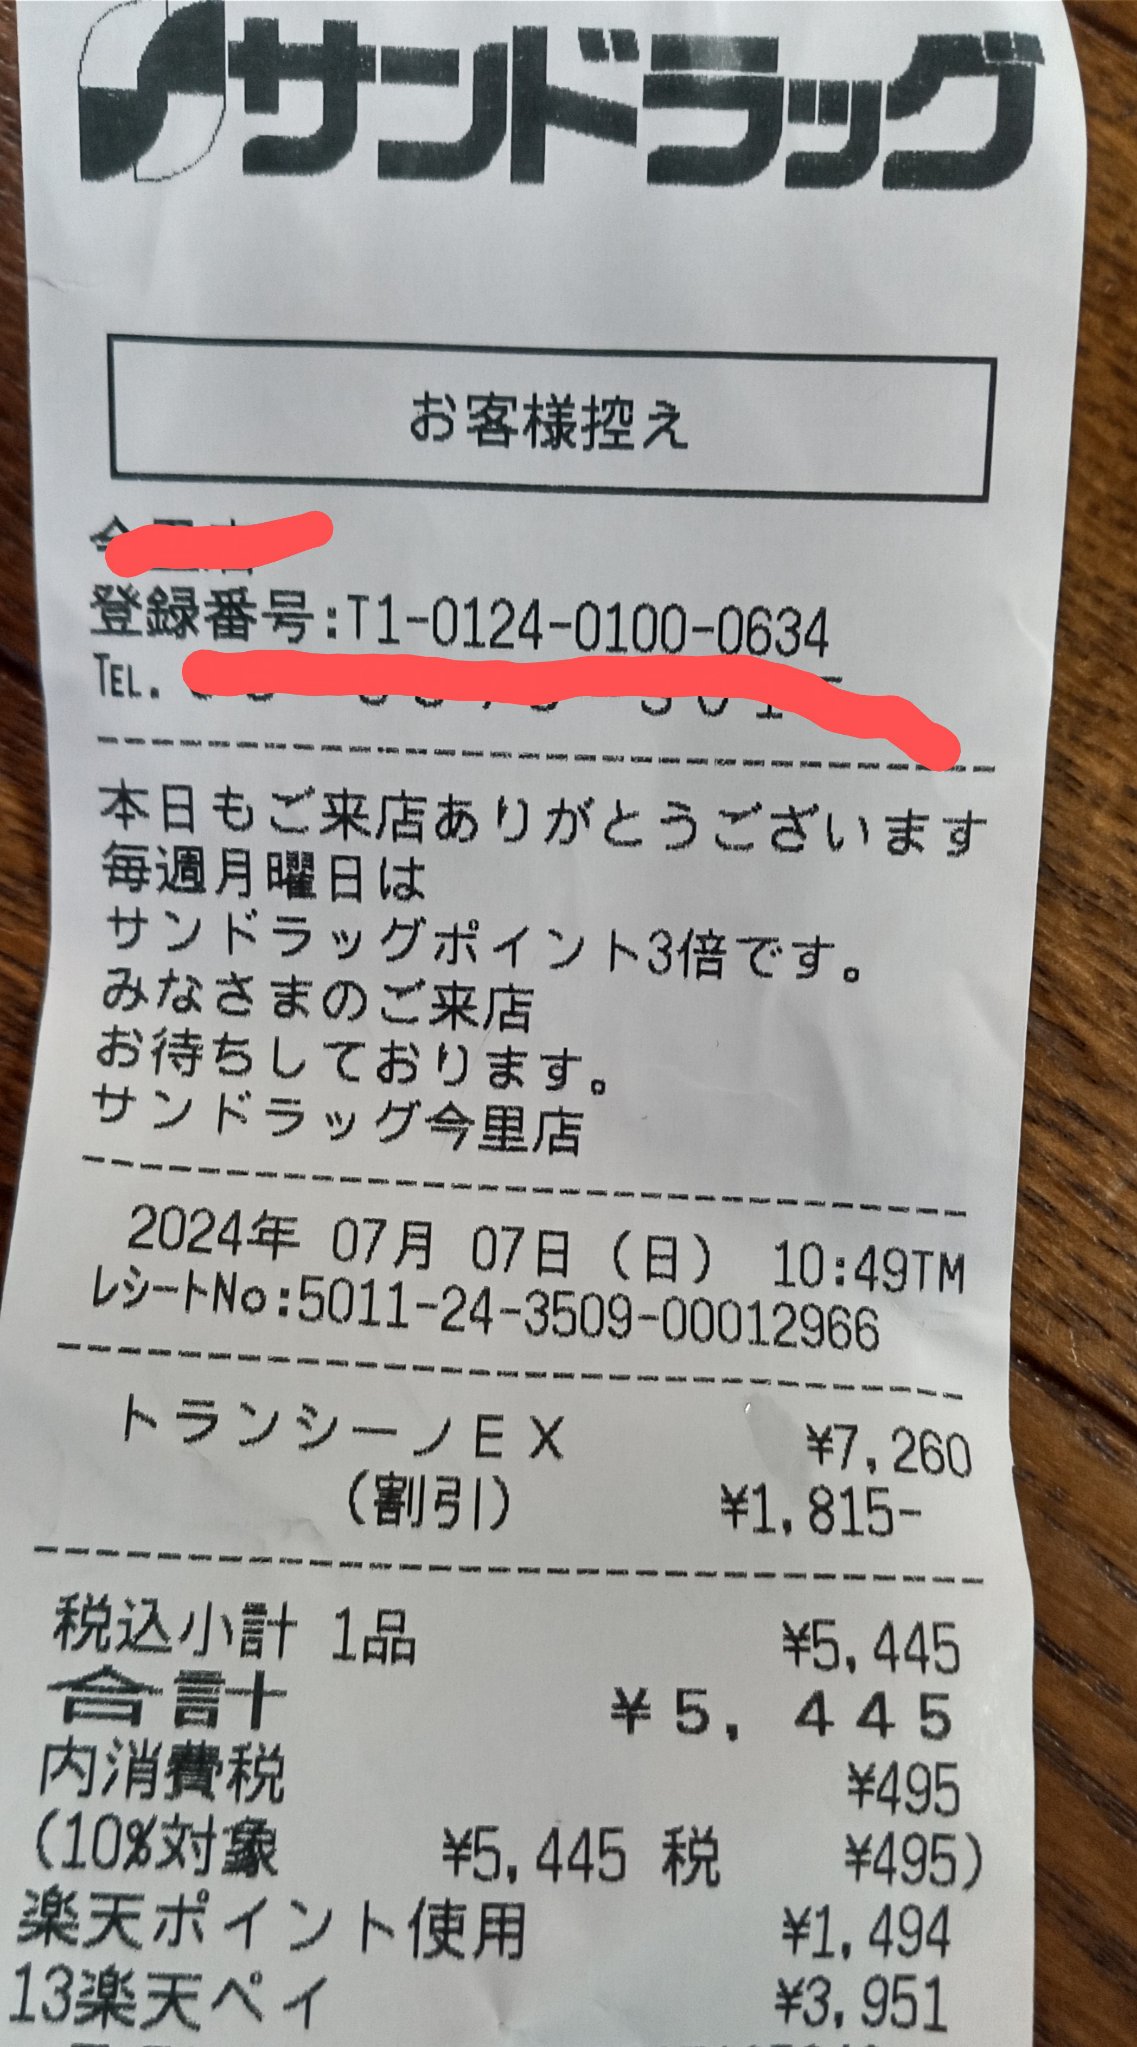 サンドラッグ
お客様控え
登録番号:T1-0124-0100-0634
TEL.
本日もご来店ありがとうございます
毎週月曜日は
サンドラッグポイント3倍です。
みなさまのご来店
お待ちしております。
サンドラッグ今里店
2024年 07月 07日 (日) 10:49TM
レシートNo:5011-24-3509-00012966
トランシーノEX ¥7,260
(割引) ¥1,815-
税込小計 1品 ¥5,445
合計 ¥5,445
内消費税 ¥495
(10%対象 ¥5,445 税 ¥495)
楽天ポイント使用 ¥1,494
13楽天ペイ ¥3,951